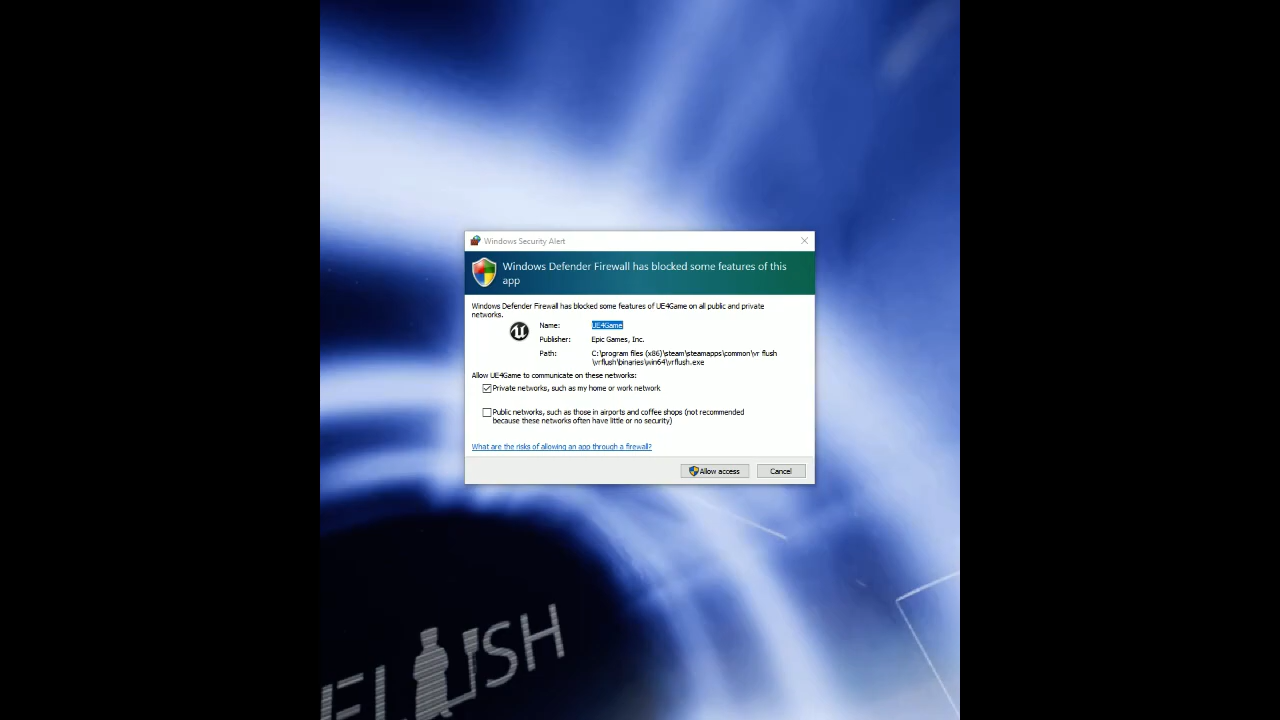 Windows Security Alert
Windows Defender Firewall has blocked some features of this
app
Windows Defender Firewall has blocked some features of UE4Game on all public and private
networks.
Name: UE4Game
Publisher: Epic Games, Inc.
Path: C:\program files (x86)\steam\steamapps\common\vr flush
\vrflush\binaries\win64\vrflush.exe
Allow UE4Game to communicate on these networks:
Private networks, such as my home or work network
Public networks, such as those in airports and coffee shops (not recommended
because these networks often have little or no security)
What are the risks of allowing an app through a firewall?
Allow access Cancel
FLUSH